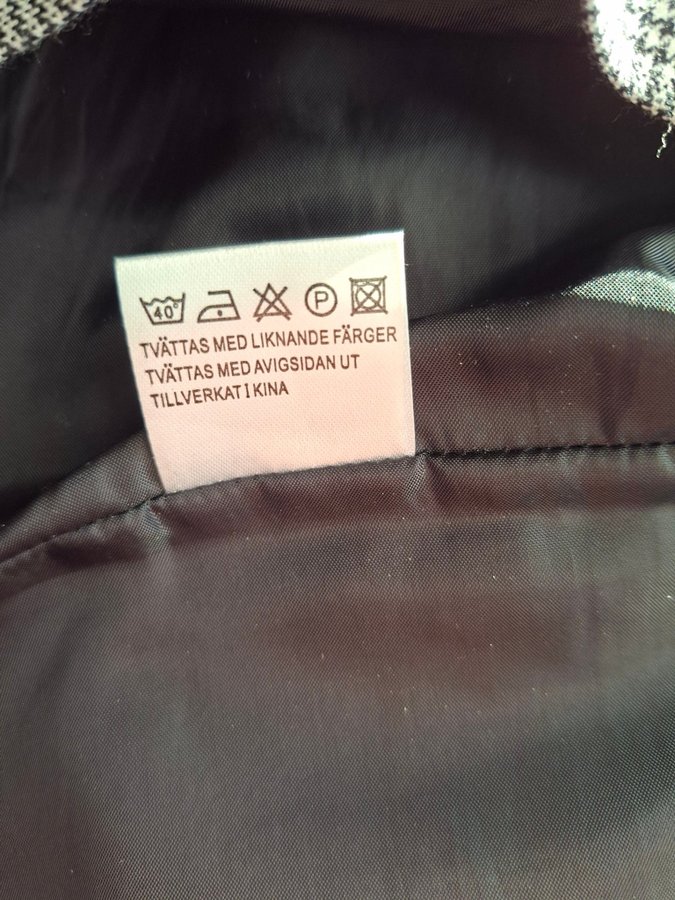 40°
P
TVÄTTAS MED LIKNANDE FÄRGER
TVÄTTAS MED AVIGSIDAN UT
TILLVERKAT I KINA